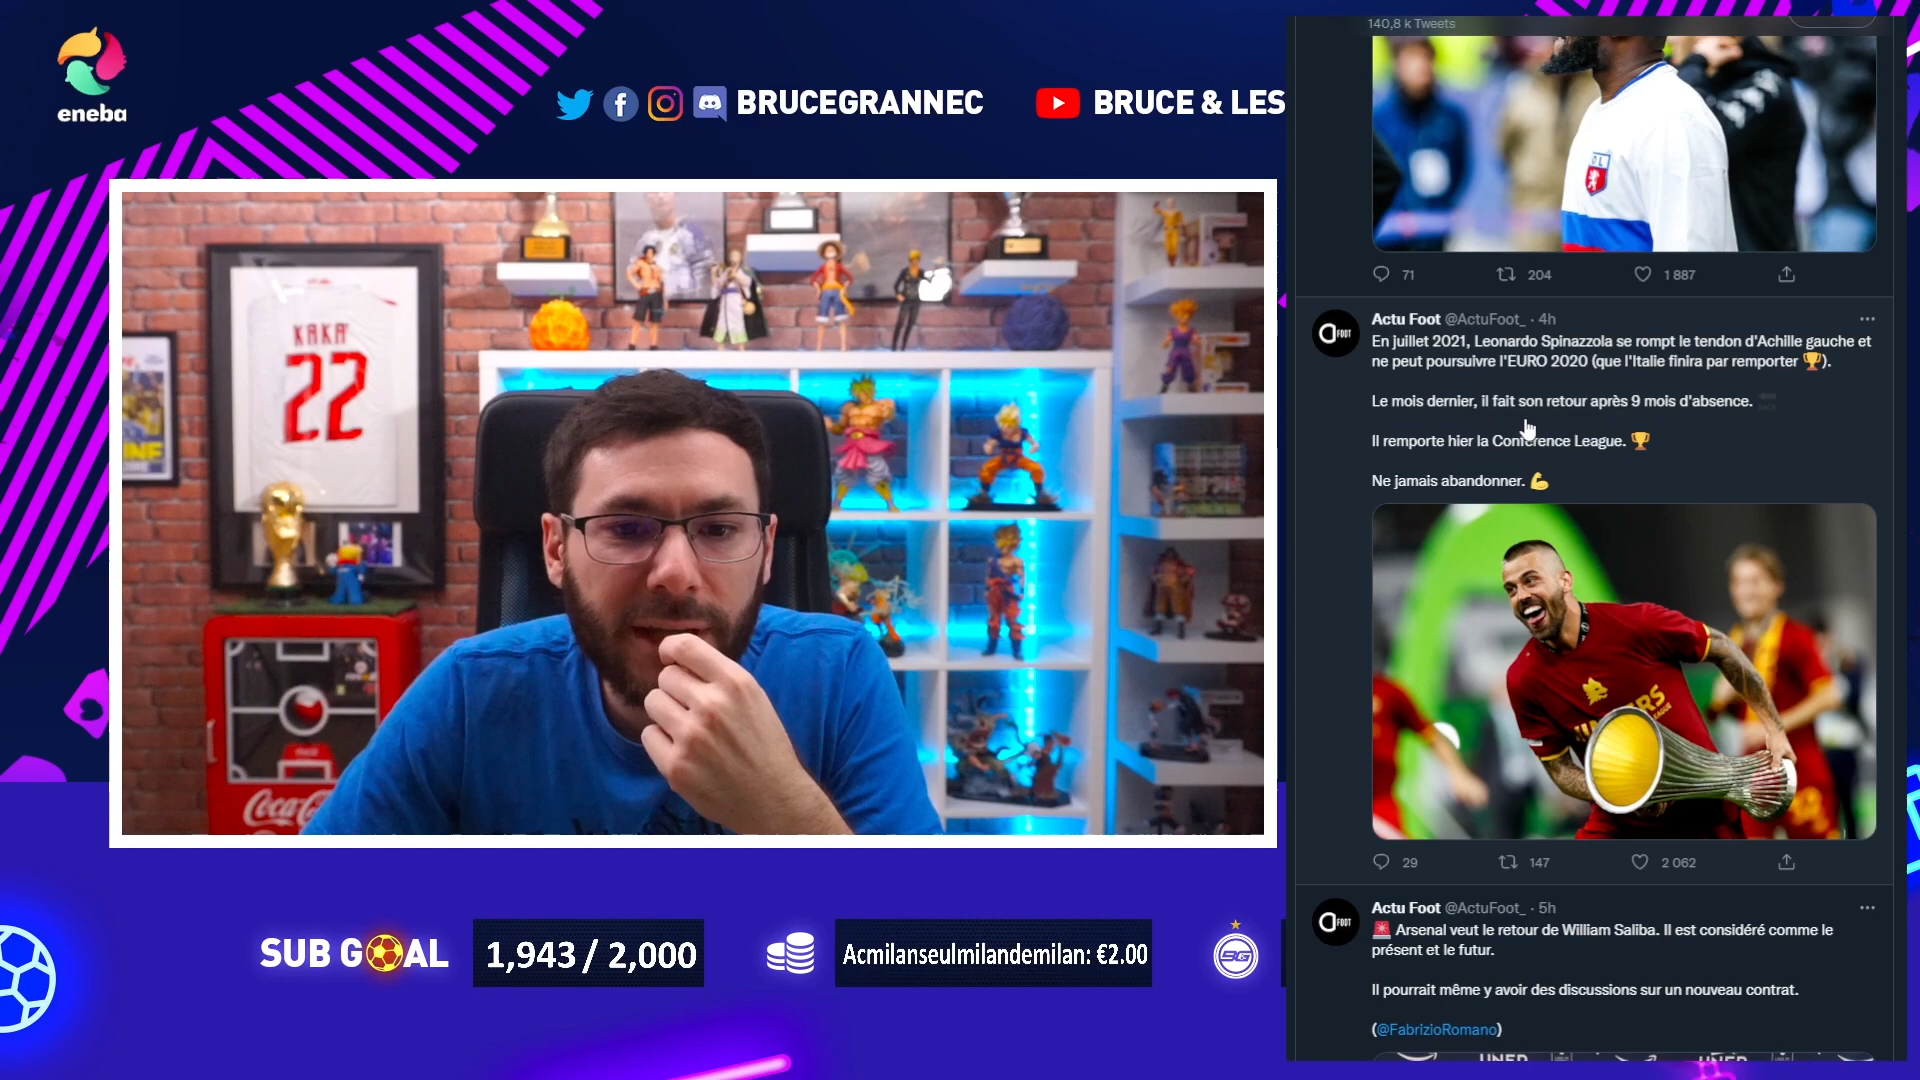 eneba
BRUCEGRANNEC
BRUCE & LES
KAKA'
22
Coca-C
SUB GOAL
1,943 / 2,000
Acmilanseulmilandemilan: €2.00
140,8 k Tweets
OL
71
204
1 887
Actu Foot @ActuFoot_ · 4h
En juillet 2021, Leonardo Spinazzola se rompt le tendon d'Achille gauche et
ne peut poursuivre l'EURO 2020 (que l'Italie finira par remporter 🏆).
Le mois dernier, il fait son retour après 9 mois d'absence.
Il remporte hier la Conference League. 🏆
Ne jamais abandonner. 💪
29
147
2 062
FOOT
Actu Foot @ActuFoot_ · 5h
🚨 Arsenal veut le retour de William Saliba. Il est considéré comme le
présent et le futur.
Il pourrait même y avoir des discussions sur un nouveau contrat.
(@FabrizioRomano)